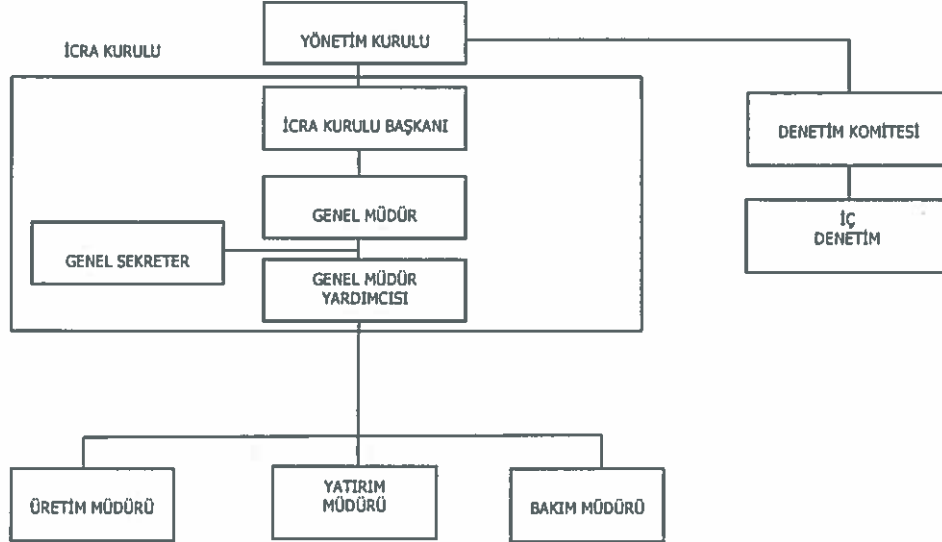 YÖNETİM KURULU
İCRA KURULU
İCRA KURULU BAŞKANI
DENETİM KOMİTESİ
GENEL MÜDÜR
İÇ
DENETİM
GENEL SEKRETER
GENEL MÜDÜR
YARDIMCISI
ÜRETİM MÜDÜRÜ
YATIRIM
MÜDÜRÜ
BAKIM MÜDÜRÜ